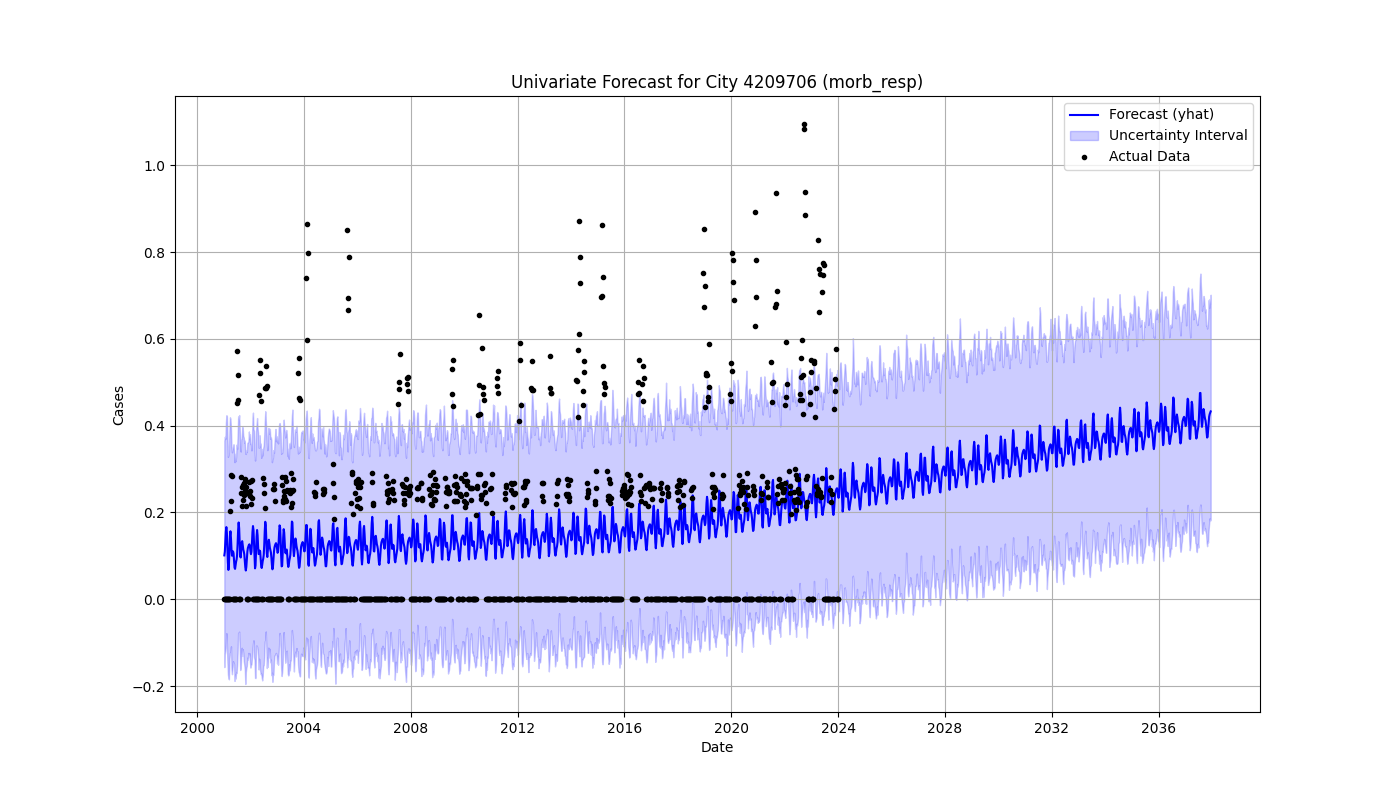 Univariate Forecast for City 4209706 (morb_resp)
Forecast (yhat)
Uncertainty Interval
Actual Data
Cases
1.0
0.8
0.6
0.4
0.2
0.0
−0.2
2000 2004 2008 2012 2016 2020 2024 2028 2032 2036
Date